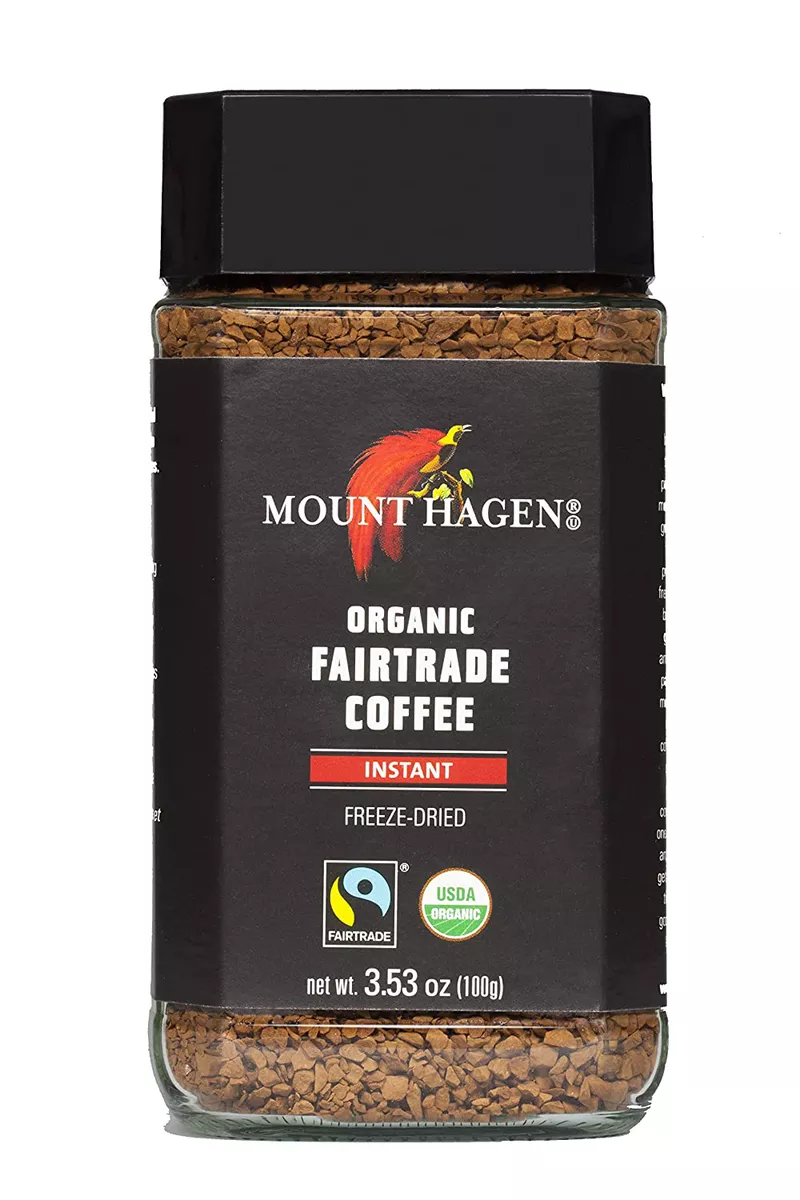 MOUNT HAGEN®
ORGANIC
FAIRTRADE
COFFEE
INSTANT
FREEZE-DRIED
®
FAIRTRADE
USDA
ORGANIC
net wt. 3.53 oz (100g)